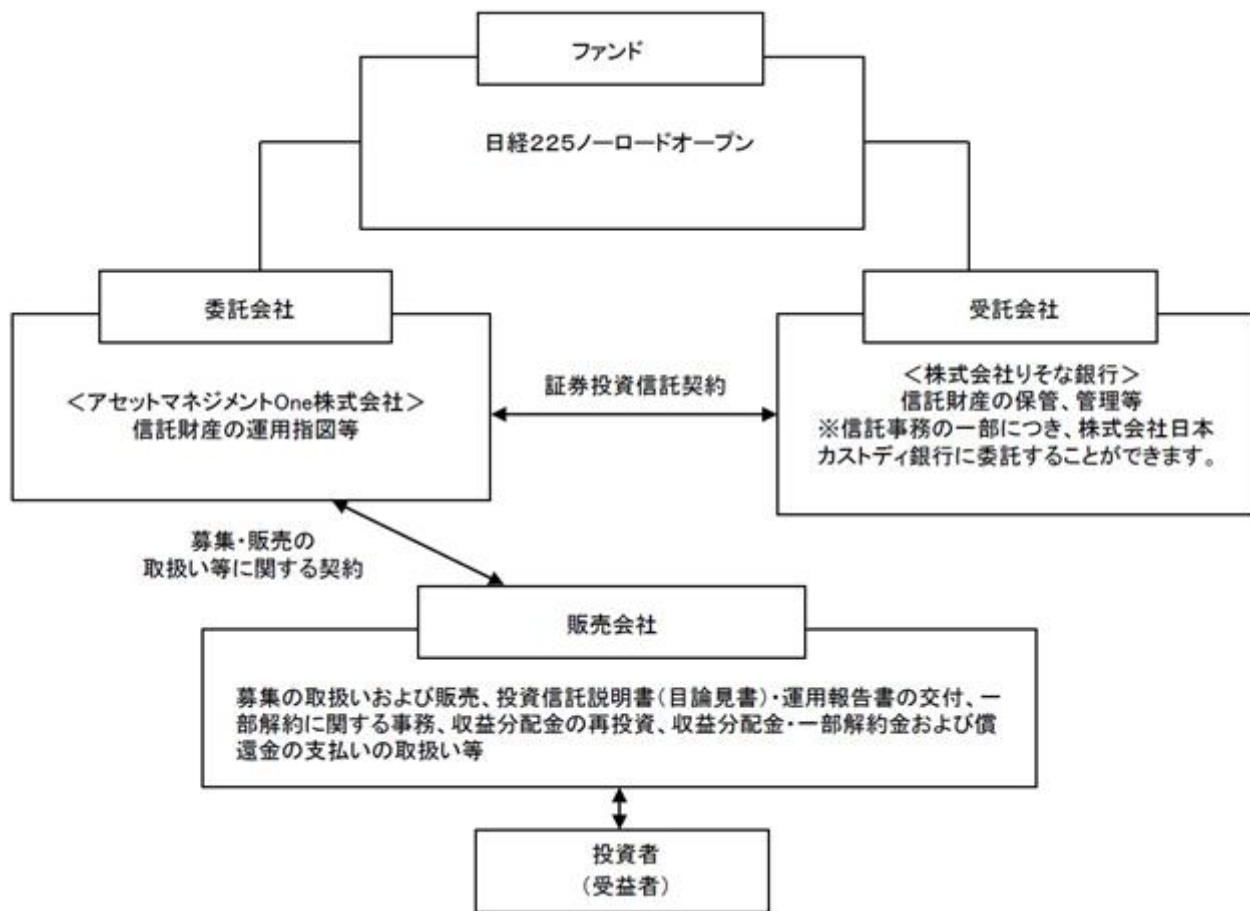 ファンド
日経225ノーロードオープン
委託会社
<アセットマネジメントOne株式会社>
信託財産の運用指図等
証券投資信託契約
受託会社
<株式会社りそな銀行>
信託財産の保管、管理等
※信託事務の一部につき、株式会社日本
カストディ銀行に委託することができます。
募集・販売の
取扱い等に関する契約
販売会社
募集の取扱いおよび販売、投資信託説明書(目論見書)・運用報告書の交付、一
部解約に関する事務、収益分配金の再投資、収益分配金・一部解約金および償
還金の支払いの取扱い等
投資者
(受益者)